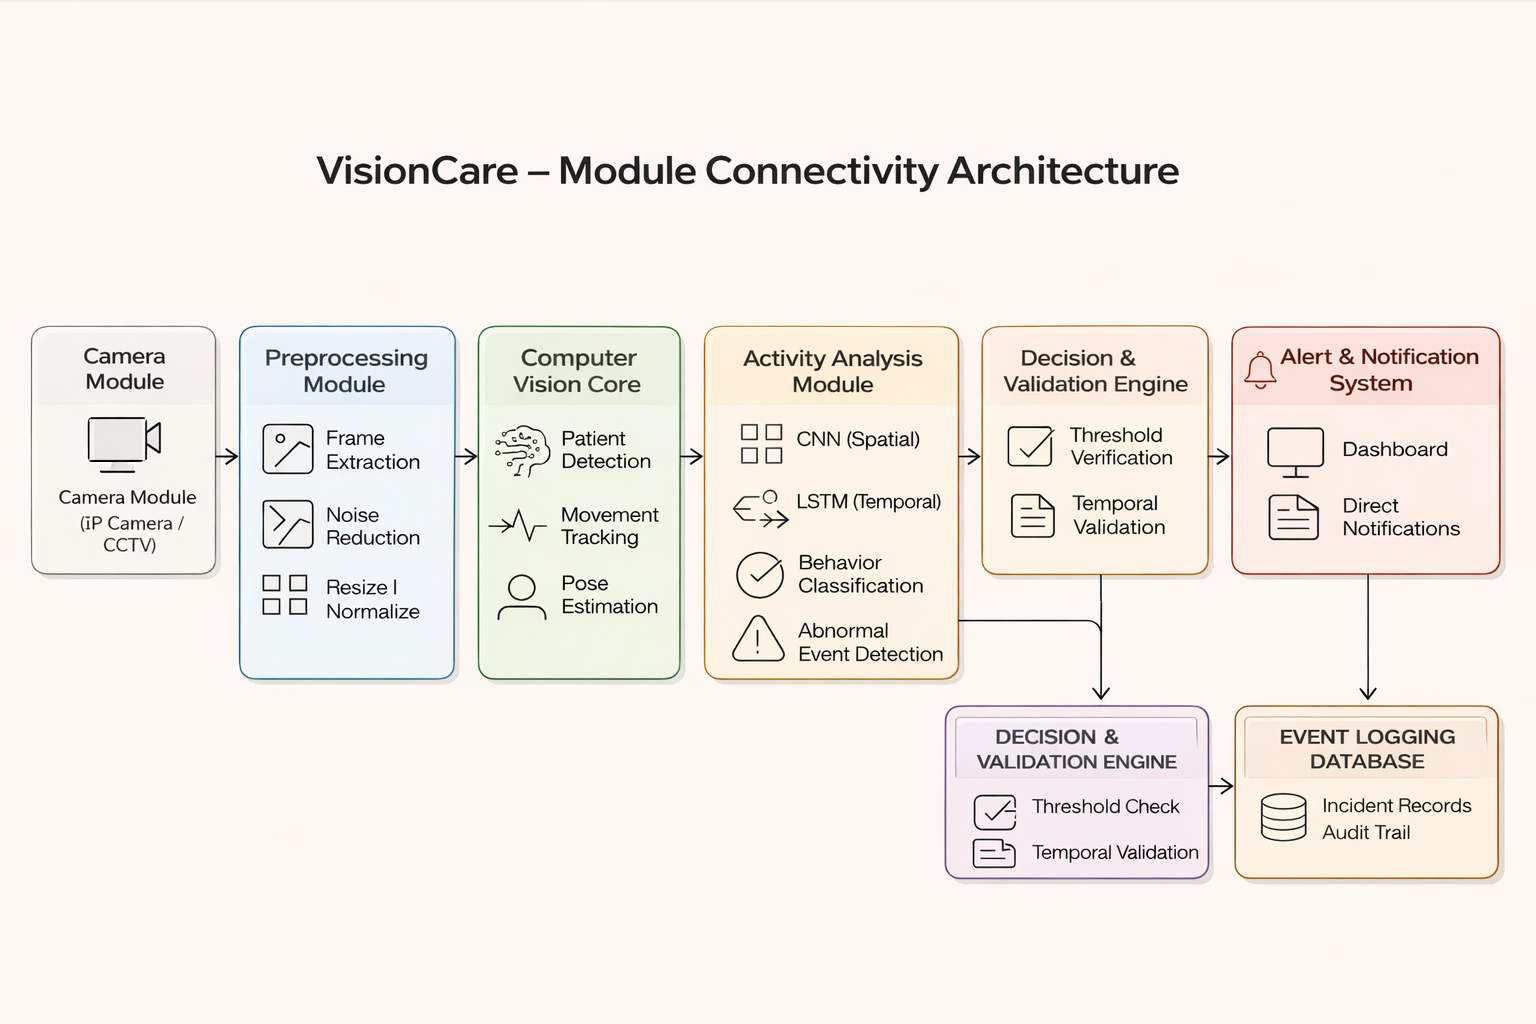 VisionCare – Module Connectivity Architecture
Camera
Module
Camera Module
(iP Camera /
CCTV)
Preprocessing
Module
Frame
Extraction
Noise
Reduction
Resize I
Normalize
Computer
Vision Core
Patient
Detection
Movement
Tracking
Pose
Estimation
Activity Analysis
Module
CNN (Spatial)
LSTM (Temporal)
Behavior
Classification
Abnormal
Event Detection
Decision &
Validation Engine
Threshold
Verification
Temporal
Validation
Alert & Notification
System
Dashboard
Direct
Notifications
DECISION &
VALIDATION ENGINE
Threshold Check
Temporal Validation
EVENT LOGGING
DATABASE
Incident Records
Audit Trail